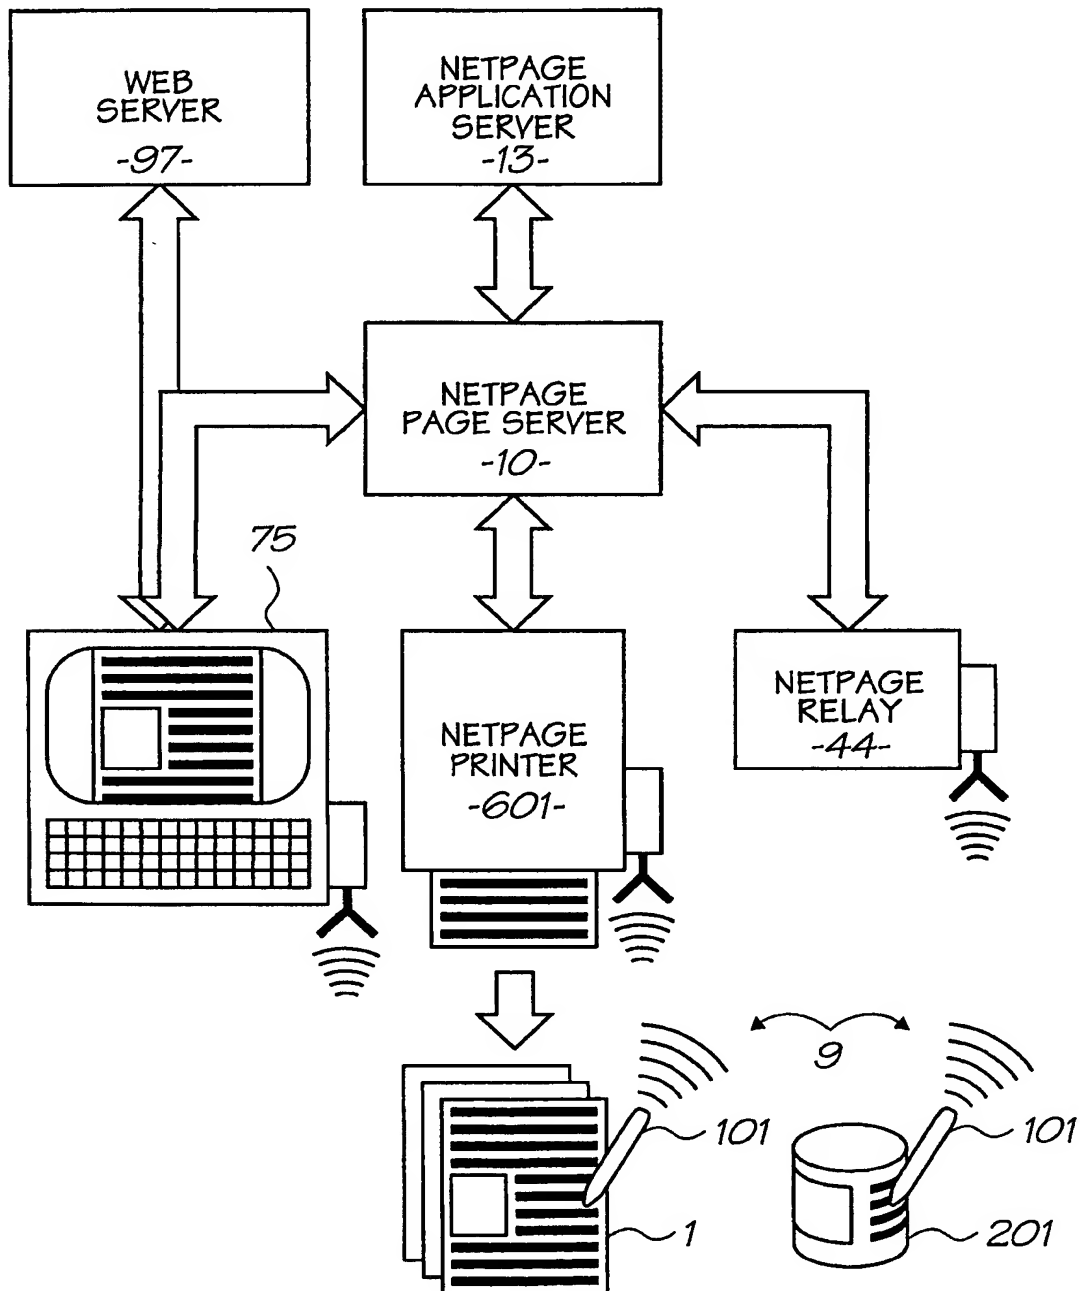 WEB
SERVER
-97-
NETPAGE
APPLICATION
SERVER
-13-
NETPAGE
PAGE SERVER
-10-
75
NETPAGE
PRINTER
-601-
NETPAGE
RELAY
-44-
9
101
101
1
201